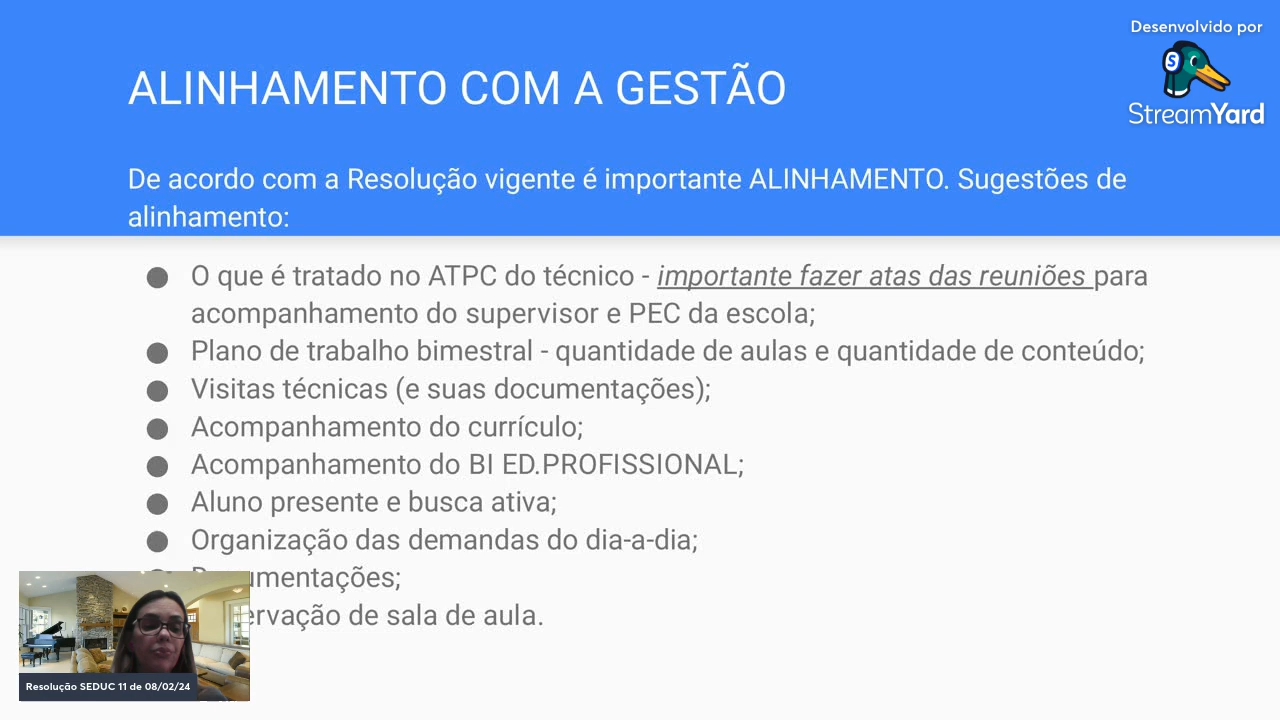 Desenvolvido por
StreamYard
ALINHAMENTO COM A GESTÃO
De acordo com a Resolução vigente é importante ALINHAMENTO. Sugestões de
alinhamento:
● O que é tratado no ATPC do técnico - importante fazer atas das reuniões para
acompanhamento do supervisor e PEC da escola;
● Plano de trabalho bimestral - quantidade de aulas e quantidade de conteúdo;
● Visitas técnicas (e suas documentações);
● Acompanhamento do currículo;
● Acompanhamento do BI ED.PROFISSIONAL;
● Aluno presente e busca ativa;
● Organização das demandas do dia-a-dia;
de sala de aula.
Resolução SEDUC 11 de 08/02/24